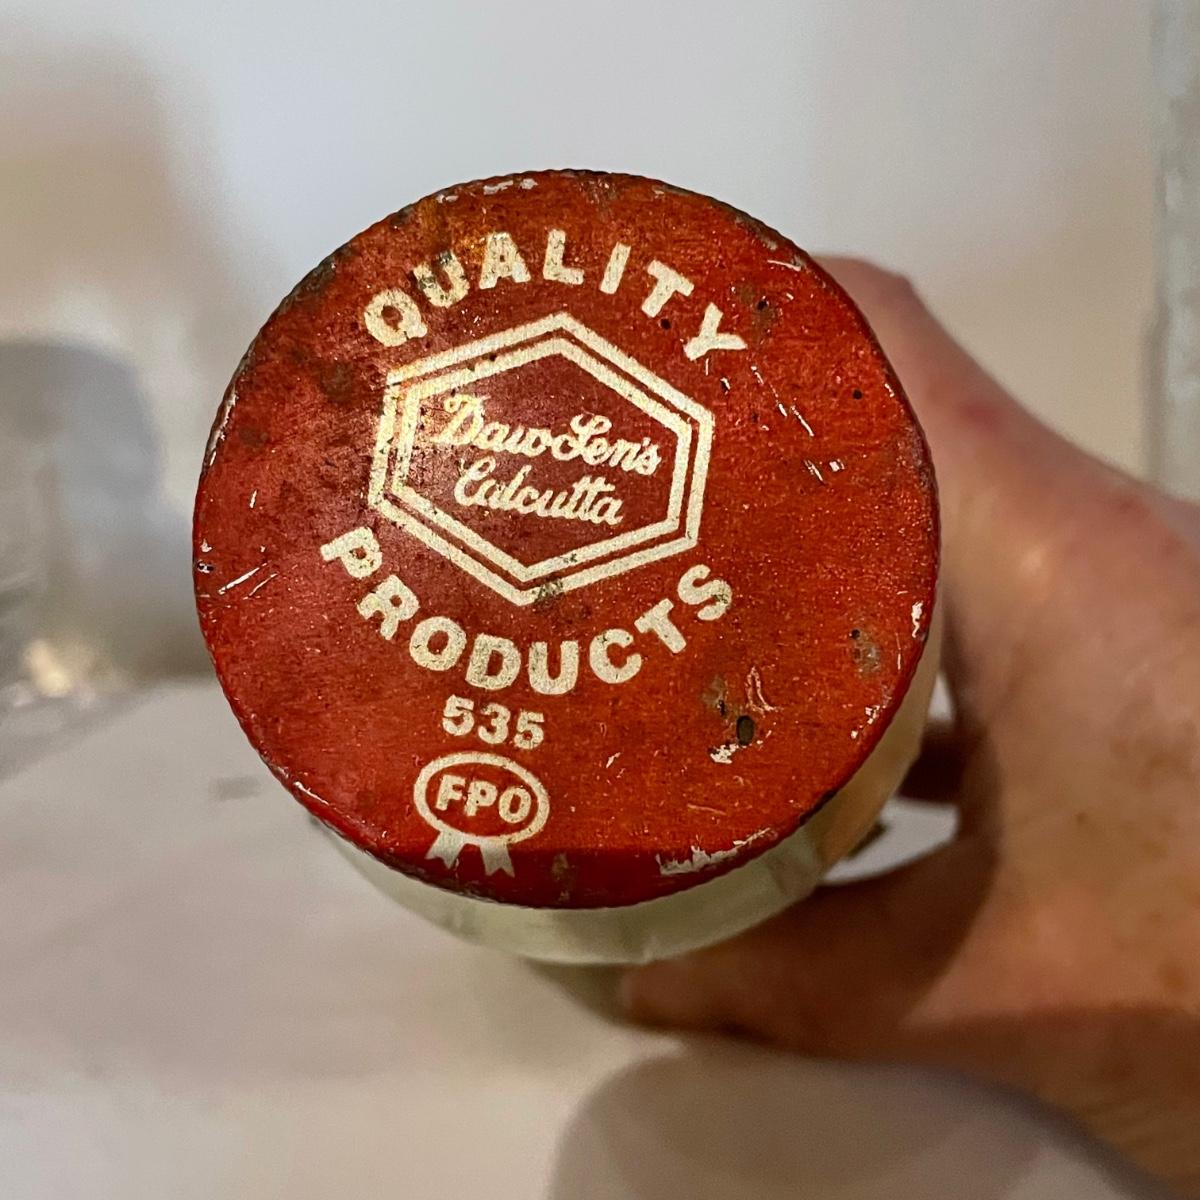 QUALITY
DawSen's
Calcutta
PRODUCTS
535
FPO